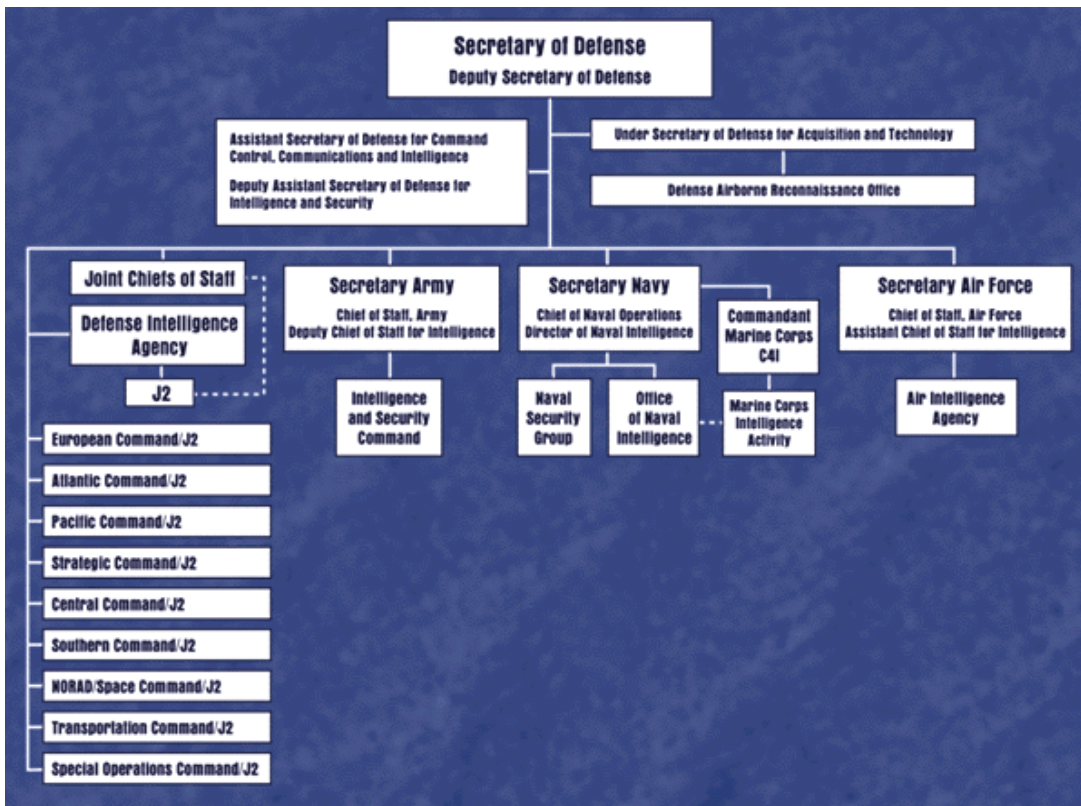 Secretary of Defense
Deputy Secretary of Defense
Assistant Secretary of Defense for Command
Control, Communications and Intelligence
Deputy Assistant Secretary of Defense for
Intelligence and Security
Under Secretary of Defense for Acquisition and Technology
Defense Airborne Reconnaissance Office
Joint Chiefs of Staff
Defense Intelligence
Agency
J2
Secretary Army
Chief of Staff, Army
Deputy Chief of Staff for Intelligence
Intelligence
and Security
Command
Secretary Navy
Chief of Naval Operations
Director of Naval Intelligence
Naval
Security
Group
Office
of Naval
Intelligence
Commandant
Marine Corps
C4I
Marine Corps
Intelligence
Activity
Secretary Air Force
Chief of Staff, Air Force
Assistant Chief of Staff for Intelligence
Air Intelligence
Agency
European Command/J2
Atlantic Command/J2
Pacific Command/J2
Strategic Command/J2
Central Command/J2
Southern Command/J2
NORAD/Space Command/J2
Transportation Command/J2
Special Operations Command/J2